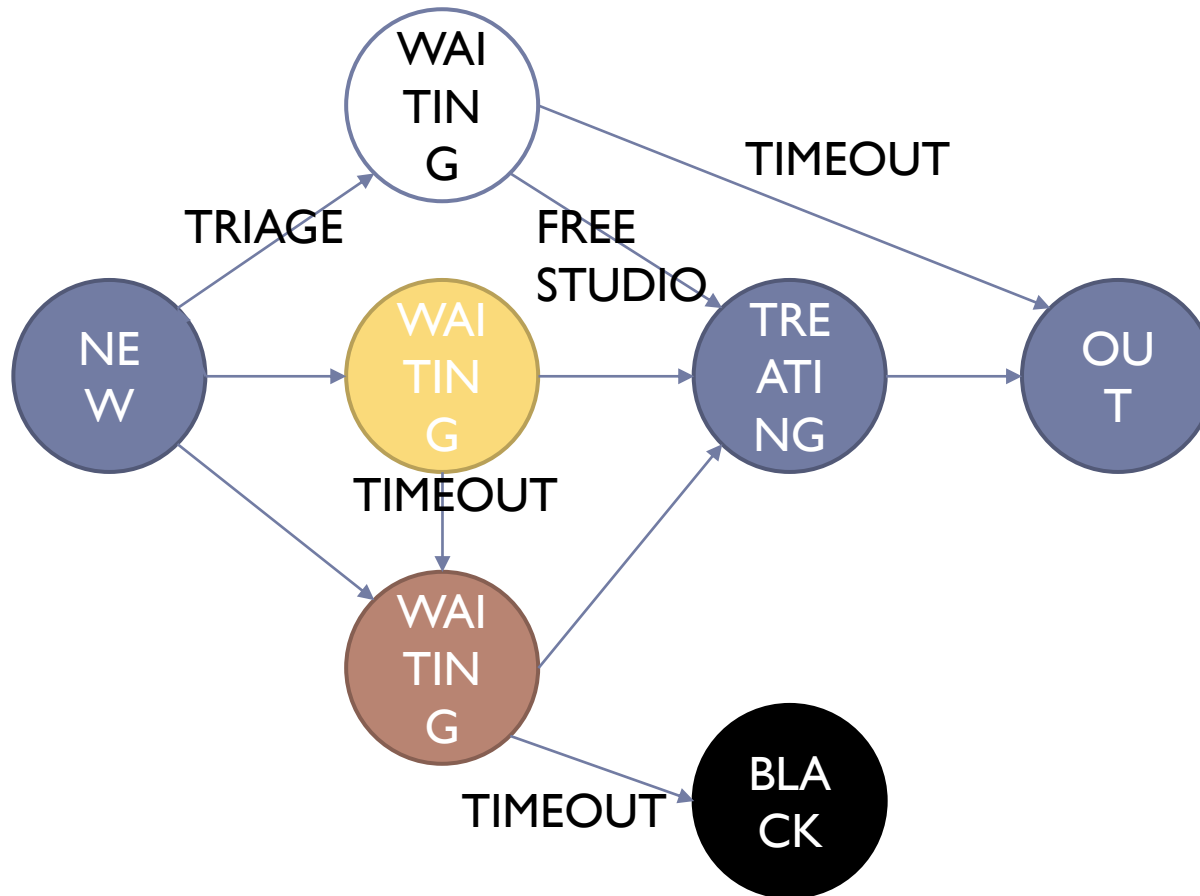 WAI
TIN
G
TIMEOUT
TRIAGE
FREE
STUDIO
NE
W
WAI
TIN
G
TRE
ATI
NG
OU
T
TIMEOUT
WAI
TIN
G
TIMEOUT
BLA
CK